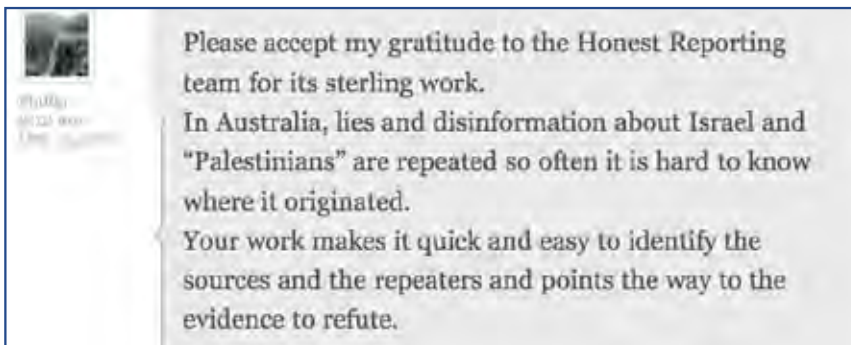 Please accept my gratitude to the Honest Reporting
team for its sterling work.
In Australia, lies and disinformation about Israel and
“Palestinians” are repeated so often it is hard to know
where it originated.
Your work makes it quick and easy to identify the
sources and the repeaters and points the way to the
evidence to refute.